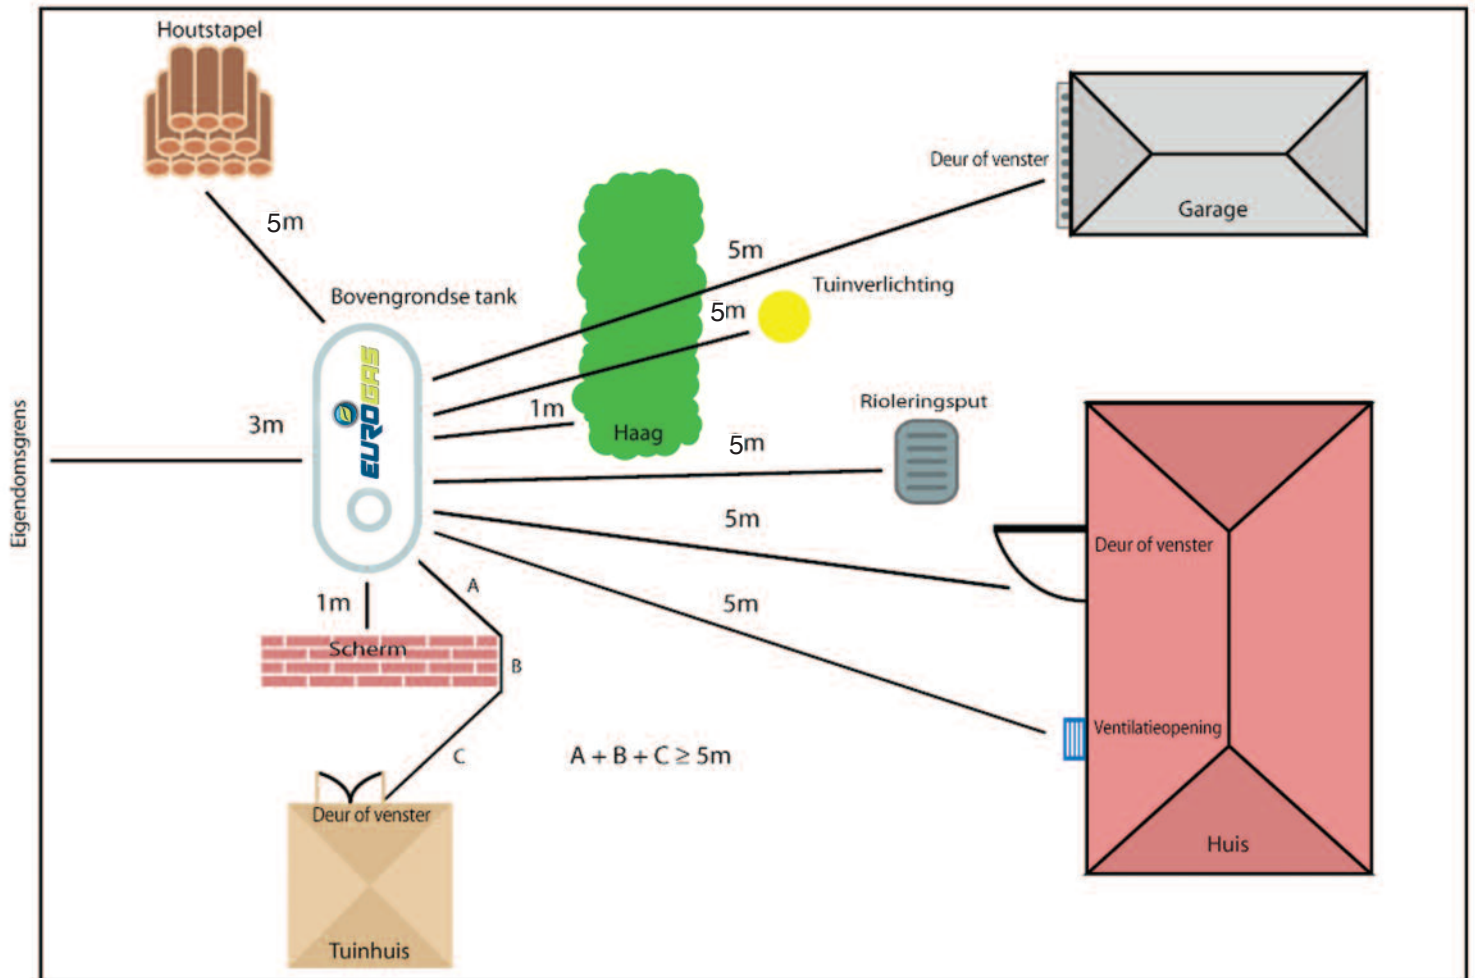 Houtstapel
5m
Bovengrondse tank
EUROGAS
3m
Eigendomsgrens
Deur of venster
Garage
5m
Tuinverlichting
5m
1m
Haag
Rioleringsput
5m
5m
Deur of venster
5m
Ventilatieopening
Huis
1m
Scherm
A
B
C
A + B + C ≥ 5m
Deur of venster
Tuinhuis